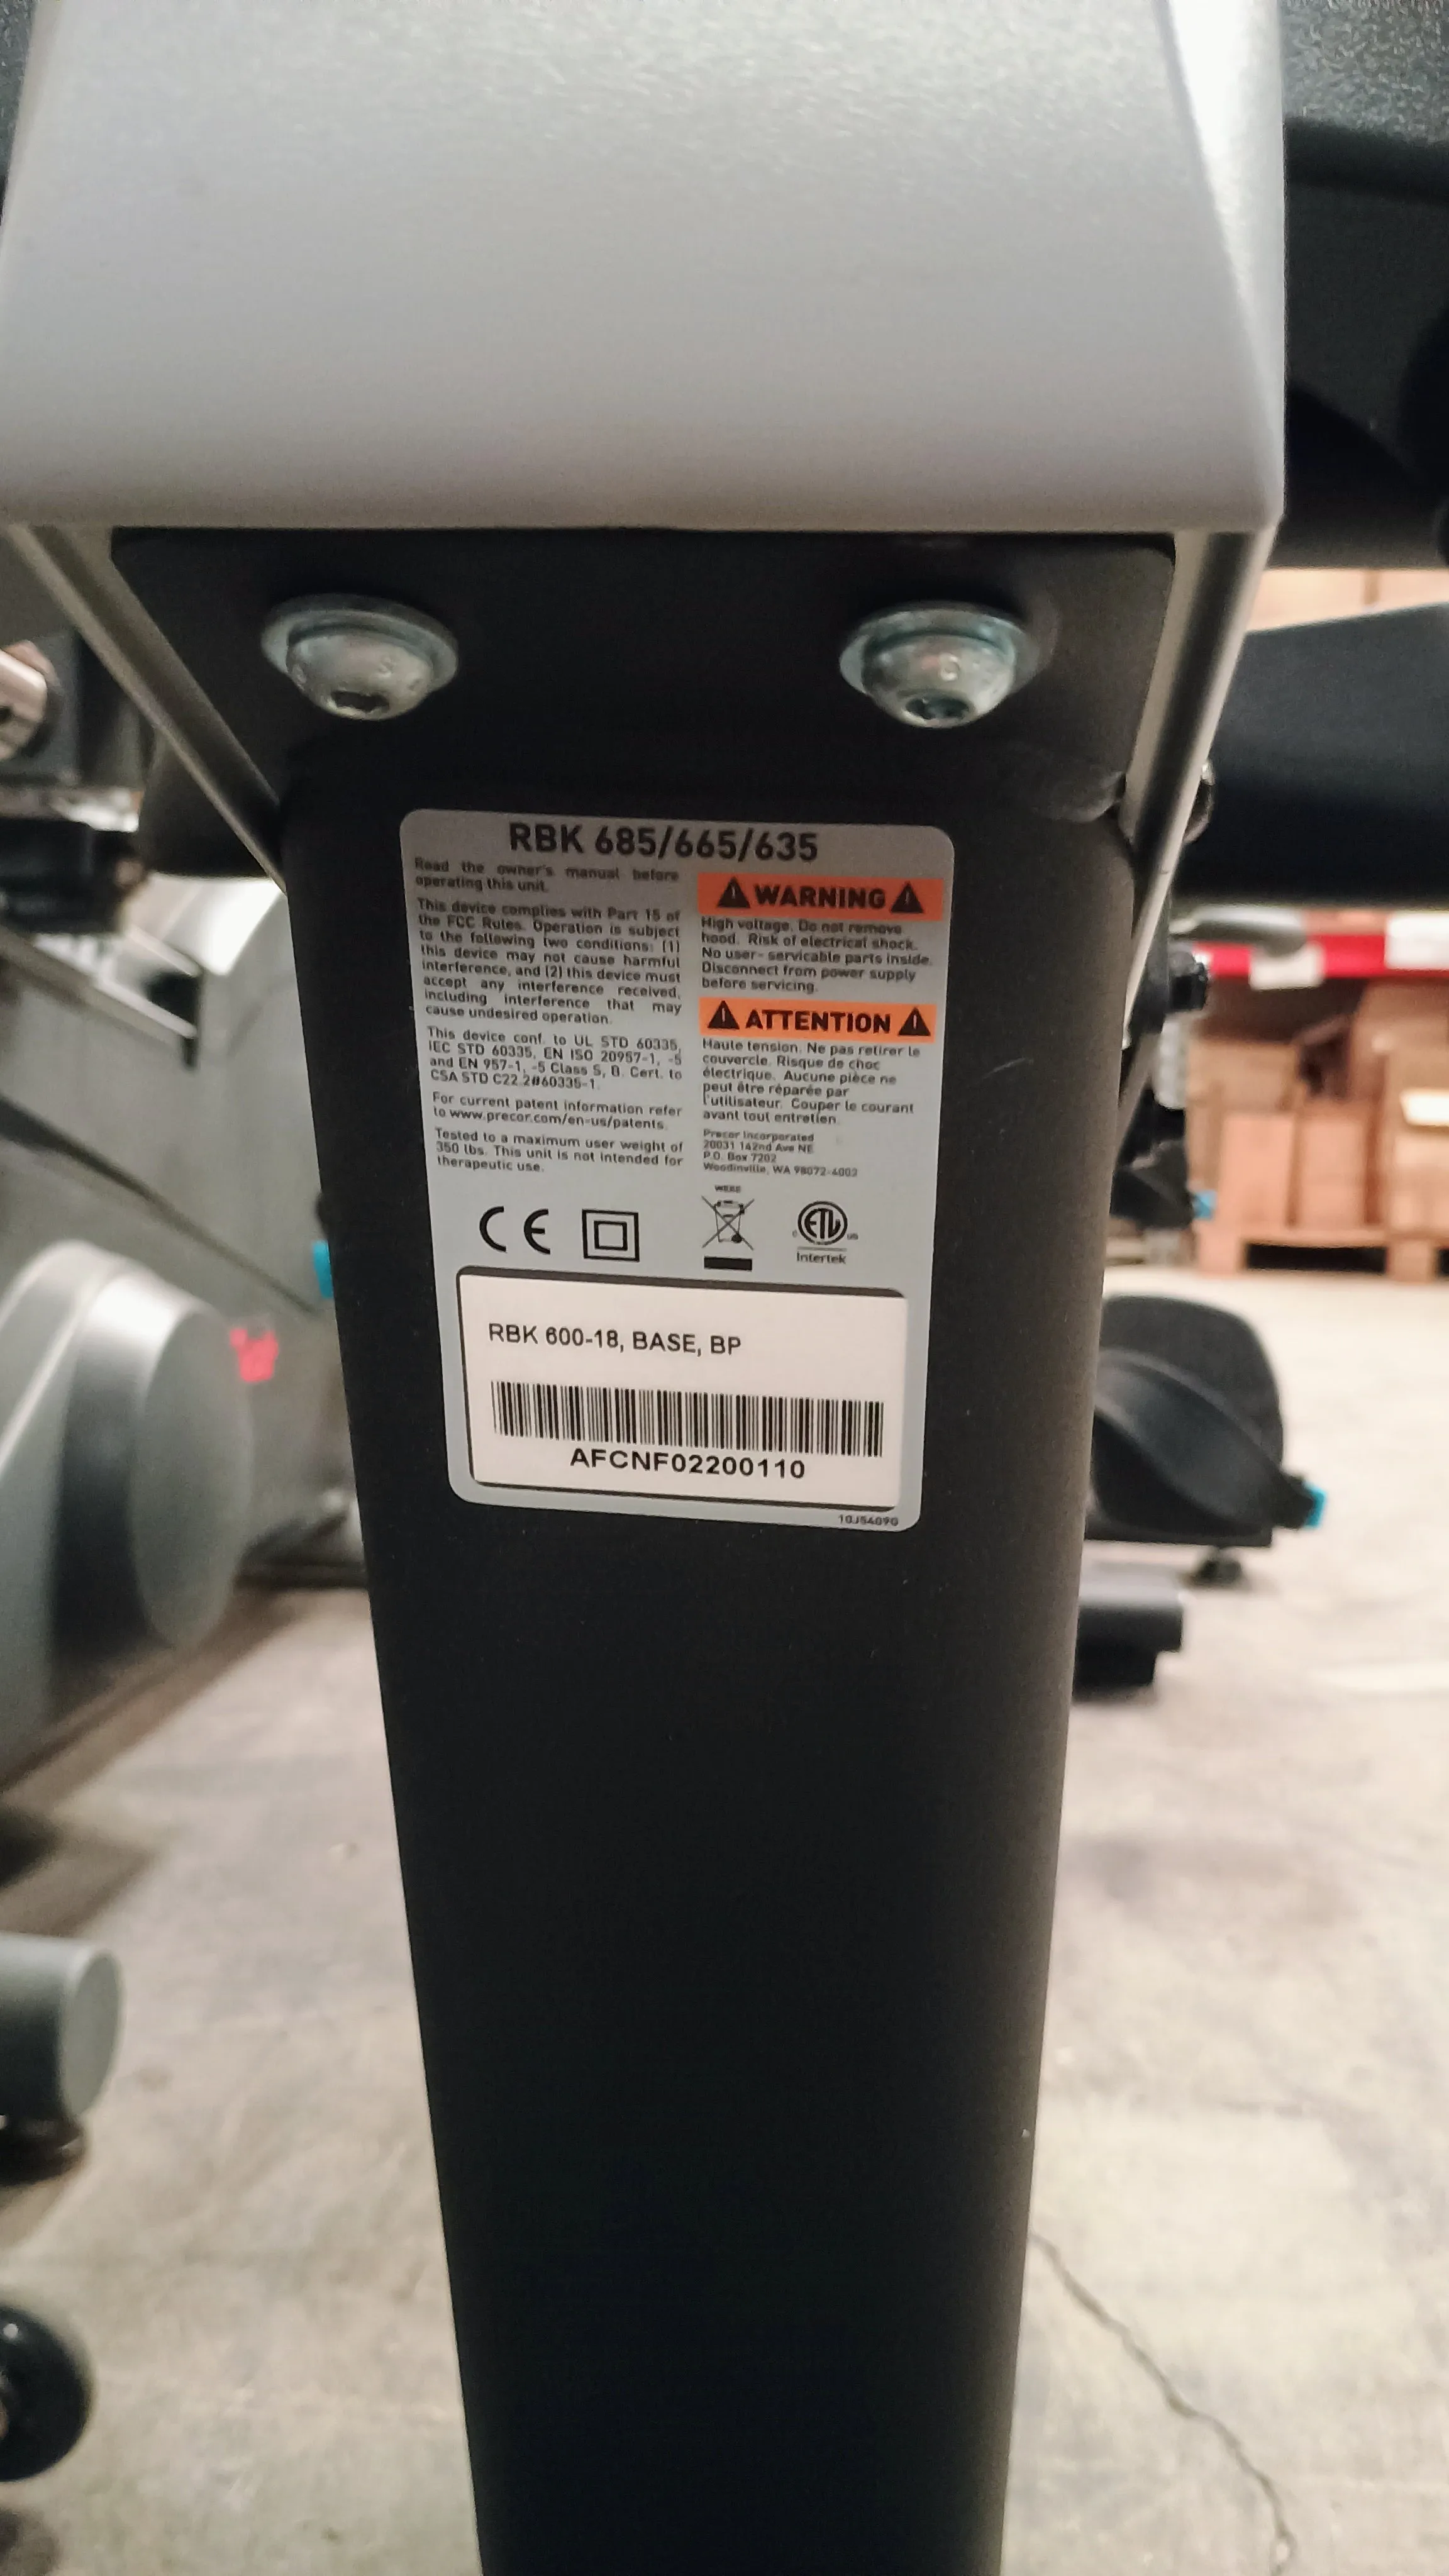 RBK 685/665/635
Read the owner's manual before
operating this unit.
This device complies with Part 15 of
the FCC Rules. Operation is subject
to the following two conditions: (1)
this device may not cause harmful
interference, and (2) this device must
accept any interference received,
including interference that may
cause undesired operation.
This device conf. to UL STD 60335,
IEC STD 60335, EN ISO 20957-1, -5
and EN 957-1, -5 Class S, B. Cert. to
CSA STD C22.2#60335-1.
For current patent information refer
to www.precor.com/en-us/patents.
Tested to a maximum user weight of
350 lbs. This unit is not intended for
therapeutic use.
WARNING
High voltage. Do not remove
hood. Risk of electrical shock.
No user- servicable parts inside.
Disconnect from power supply
before servicing.
ATTENTION
Haute tension. Ne pas retirer le
couvercle. Risque de choc
électrique. Aucune pièce ne
peut être réparée par
l'utilisateur. Couper le courant
avant tout entretien.
Precor Incorporated
20031 142nd Ave NE
P.O. Box 7202
Woodinville, WA 98072-4002
CE
WEEE
c ETL us
Intertek
RBK 600-18, BASE, BP
AFCNF02200110